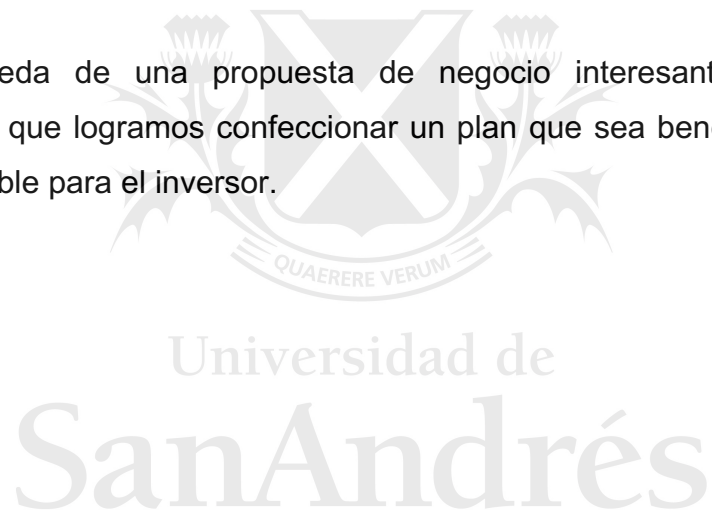 eda de una propuesta de negocio interesant
que logramos confeccionar un plan que sea bene
ble para el inversor.
QUAERERE VERUM
Universidad de
SanAndrés